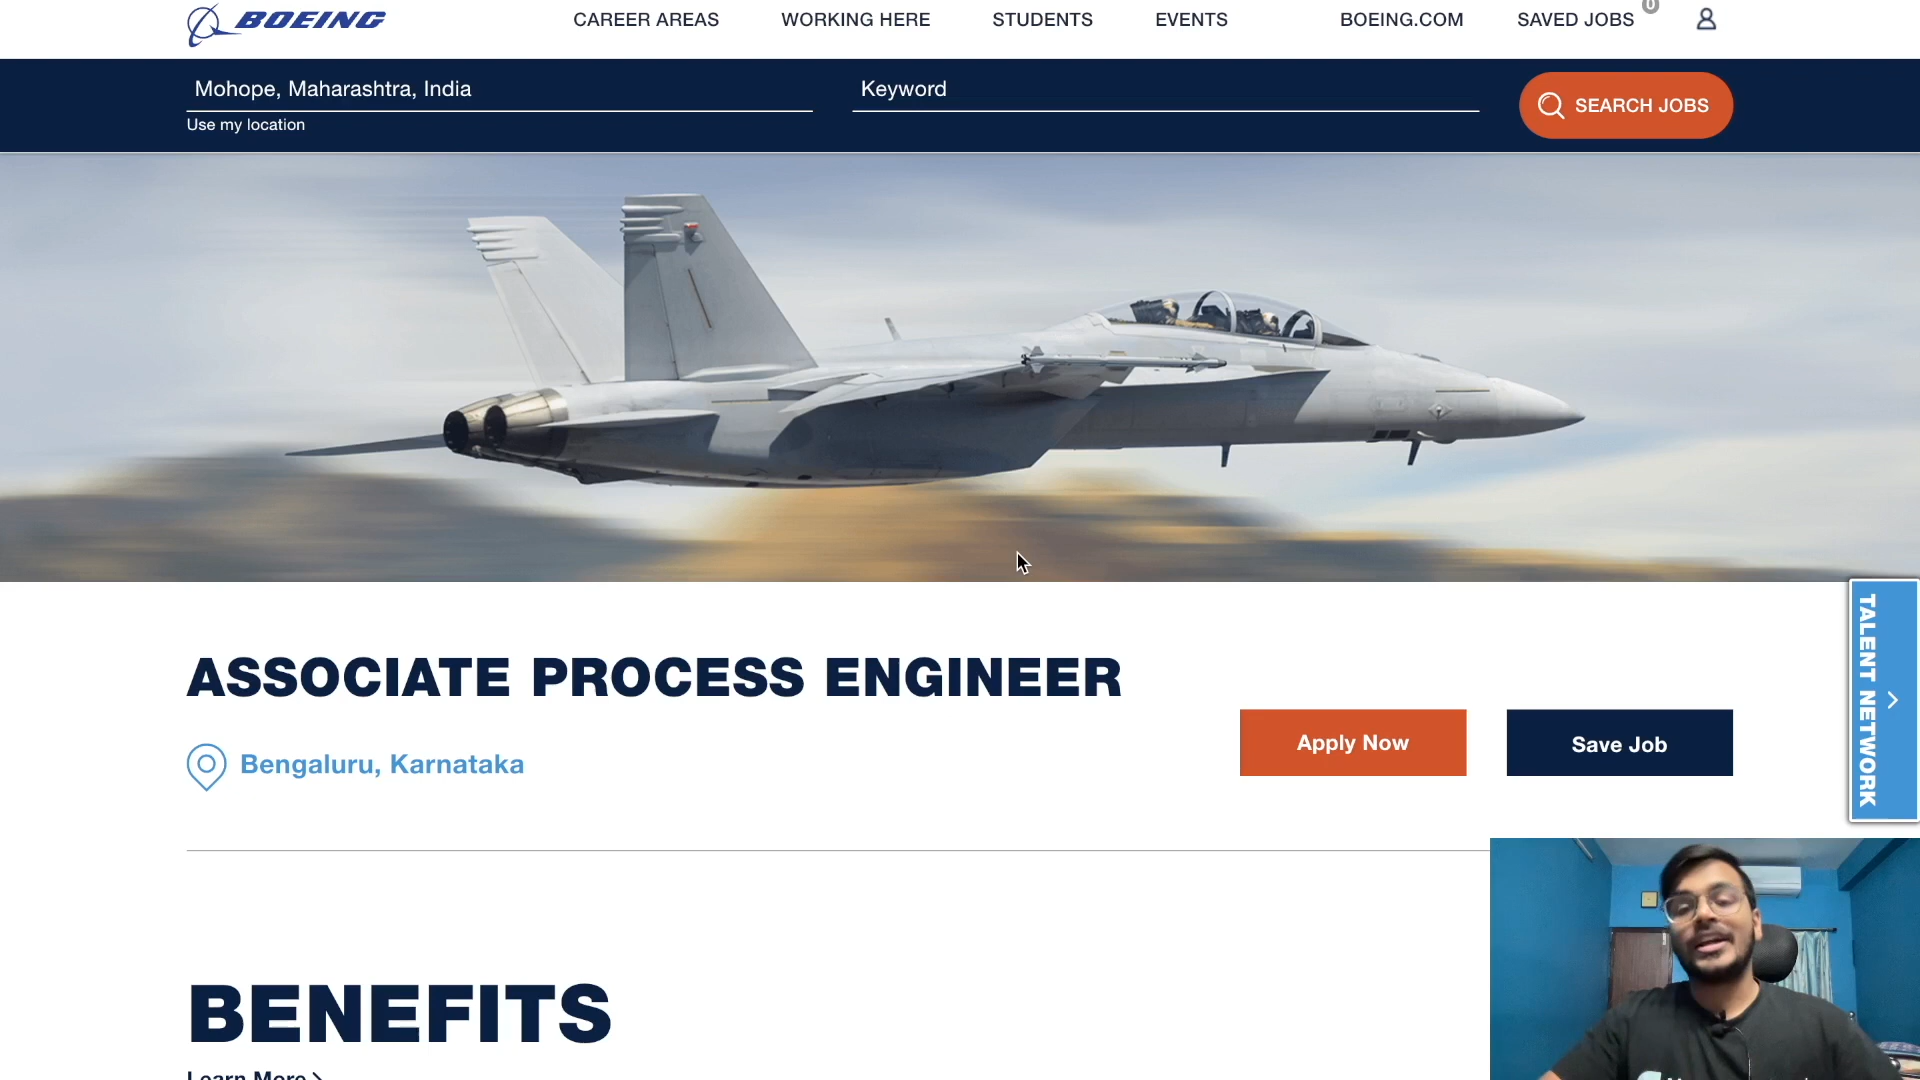 BOEING
CAREER AREAS
WORKING HERE
STUDENTS
EVENTS
BOEING.COM
SAVED JOBS
0
Mohope, Maharashtra, India
Keyword
SEARCH JOBS
Use my location
ASSOCIATE PROCESS ENGINEER
Bengaluru, Karnataka
Apply Now
Save Job
TALENT NETWORK
BENEFITS
Learn More